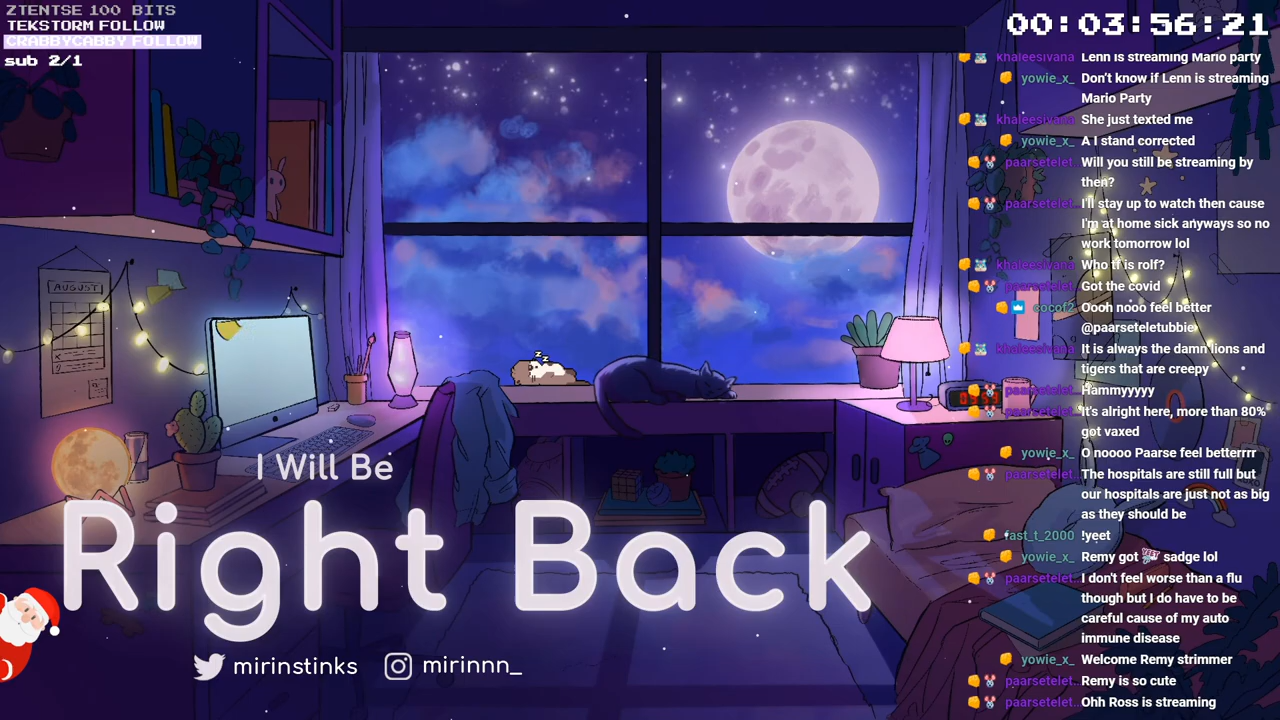 ZTENTSE 100 BITS
TEKSTORM FOLLOW
CRABBYCABBY FOLLOW
sub 2/1
00:03:56:21
AUGUST
I Will Be
Right Back
mirinstinks
mirinnn_
khaleesivana Lenn is streaming Mario party
yowie_x_ Don't know if Lenn is streaming
Mario Party
khaleesivana She just texted me
yowie_x_ A I stand corrected
paarsetelet... Will you still be streaming by
then?
paarsetelet... I'll stay up to watch then cause
I'm at home sick anyways so no
work tomorrow lol
khaleesivana Who tf is rolf?
paarsetelet... Got the covid
cocof2 Oooh nooo feel better
@paarseteletubbie
khaleesivana It is always the damn lions and
tigers that are creepy
paarsetelet... Hammyyyyy
paarsetelet... It's alright here, more than 80%
got vaxed
yowie_x_ O noooo Paarse feel betterrrr
paarsetelet... The hospitals are still full but
our hospitals are just not as big
as they should be
fast_t_2000 !yeet
yowie_x_ Remy got YEET sadge lol
paarsetelet... I don't feel worse than a flu
though but I do have to be
careful cause of my auto
immune disease
yowie_x_ Welcome Remy strimmer
paarsetelet... Remy is so cute
paarsetelet... Ohh Ross is streaming